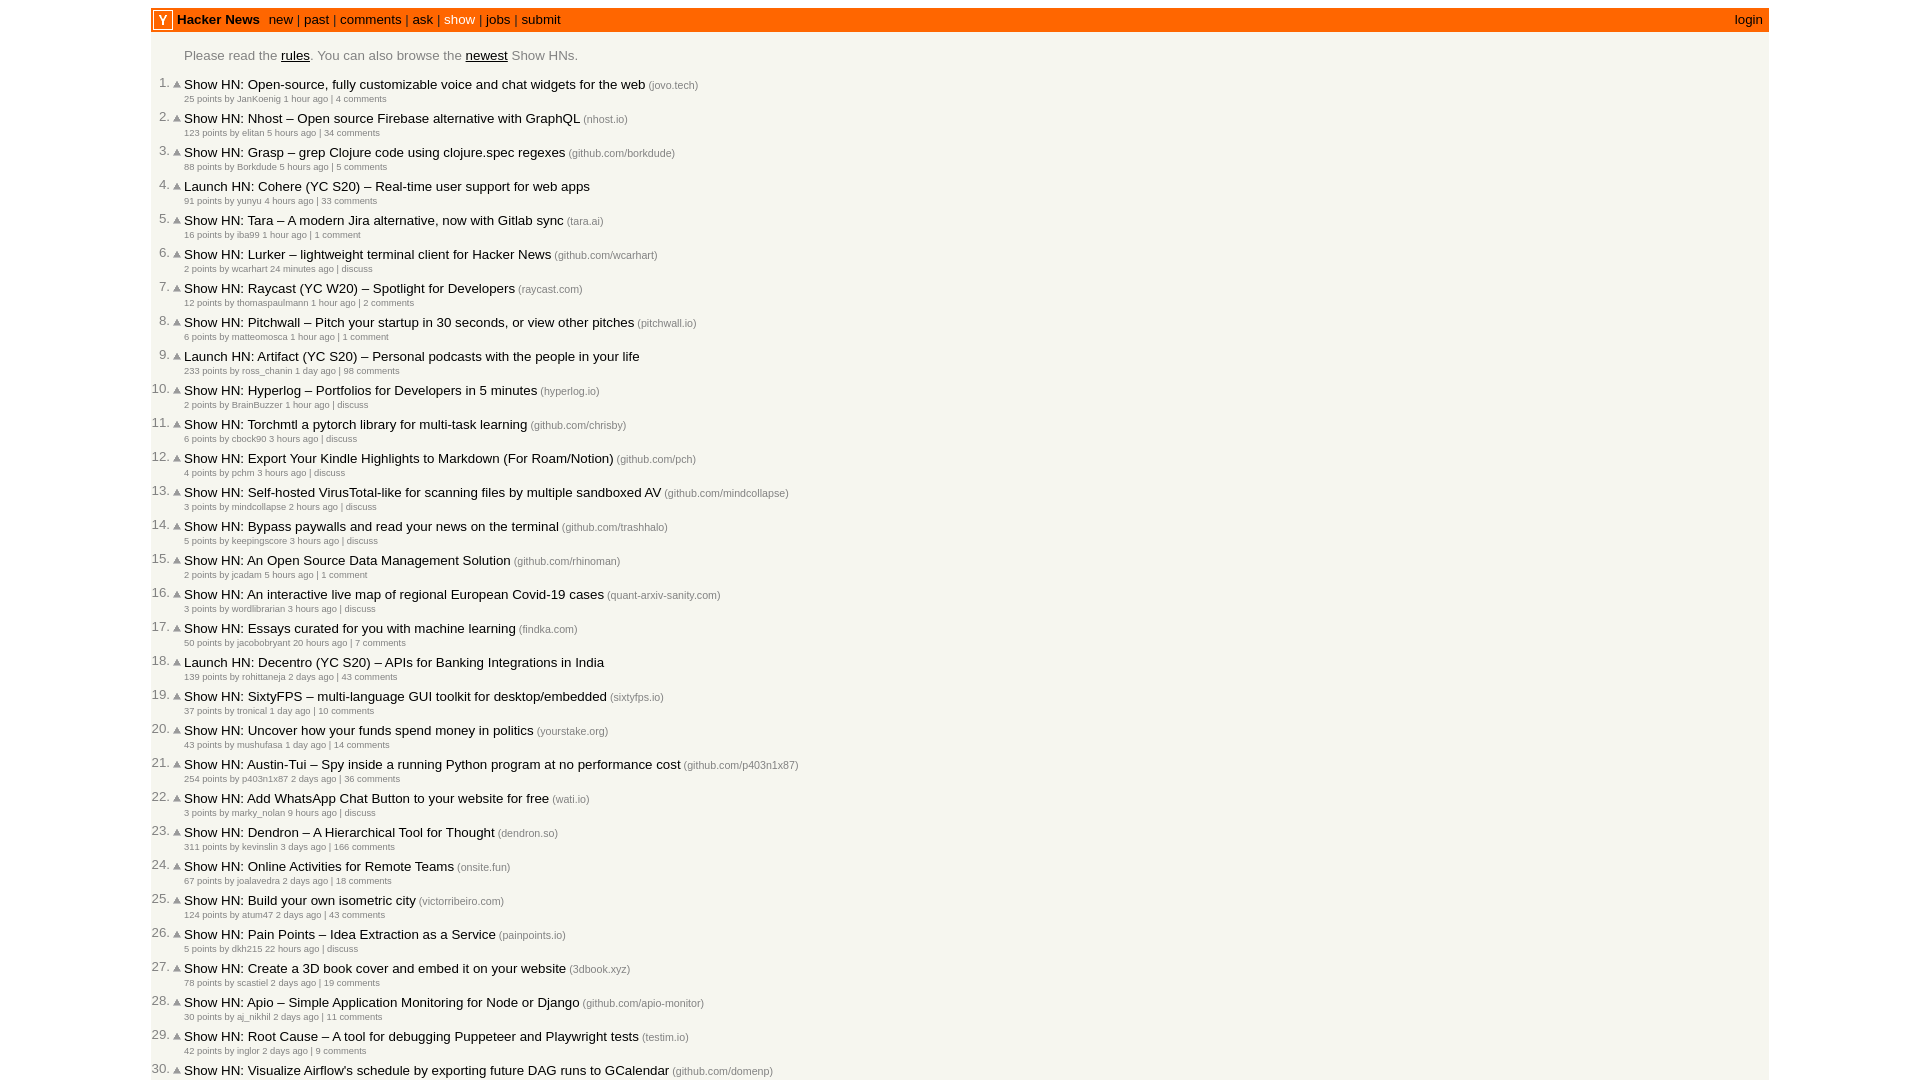 Y Hacker News new | past | comments | ask | show | jobs | submit login
Please read the rules. You can also browse the newest Show HNs.
1. Show HN: Open-source, fully customizable voice and chat widgets for the web (jovo.tech)
25 points by JanKoenig 1 hour ago | 4 comments
2. Show HN: Nhost – Open source Firebase alternative with GraphQL (nhost.io)
123 points by elitan 5 hours ago | 34 comments
3. Show HN: Grasp – grep Clojure code using clojure.spec regexes (github.com/borkdude)
88 points by Borkdude 5 hours ago | 5 comments
4. Launch HN: Cohere (YC S20) – Real-time user support for web apps
91 points by yunyu 4 hours ago | 33 comments
5. Show HN: Tara – A modern Jira alternative, now with Gitlab sync (tara.ai)
16 points by iba99 1 hour ago | 1 comment
6. Show HN: Lurker – lightweight terminal client for Hacker News (github.com/wcarhart)
2 points by wcarhart 24 minutes ago | discuss
7. Show HN: Raycast (YC W20) – Spotlight for Developers (raycast.com)
12 points by thomaspaulmann 1 hour ago | 2 comments
8. Show HN: Pitchwall – Pitch your startup in 30 seconds, or view other pitches (pitchwall.io)
6 points by matteomosca 1 hour ago | 1 comment
9. Launch HN: Artifact (YC S20) – Personal podcasts with the people in your life
233 points by ross_chanin 1 day ago | 98 comments
10. Show HN: Hyperlog – Portfolios for Developers in 5 minutes (hyperlog.io)
2 points by BrainBuzzer 1 hour ago | discuss
11. Show HN: Torchmtl a pytorch library for multi-task learning (github.com/chrisby)
6 points by cbock90 3 hours ago | discuss
12. Show HN: Export Your Kindle Highlights to Markdown (For Roam/Notion) (github.com/pch)
4 points by pchm 3 hours ago | discuss
13. Show HN: Self-hosted VirusTotal-like for scanning files by multiple sandboxed AV (github.com/mindcollapse)
3 points by mindcollapse 2 hours ago | discuss
14. Show HN: Bypass paywalls and read your news on the terminal (github.com/trashhalo)
5 points by keepingscore 3 hours ago | discuss
15. Show HN: An Open Source Data Management Solution (github.com/rhinoman)
2 points by jcadam 5 hours ago | 1 comment
16. Show HN: An interactive live map of regional European Covid-19 cases (quant-arxiv-sanity.com)
3 points by wordlibrarian 3 hours ago | discuss
17. Show HN: Essays curated for you with machine learning (findka.com)
50 points by jacobobryant 20 hours ago | 7 comments
18. Launch HN: Decentro (YC S20) – APIs for Banking Integrations in India
139 points by rohittaneja 2 days ago | 43 comments
19. Show HN: SixtyFPS – multi-language GUI toolkit for desktop/embedded (sixtyfps.io)
37 points by tronical 1 day ago | 10 comments
20. Show HN: Uncover how your funds spend money in politics (yourstake.org)
43 points by mushufasa 1 day ago | 14 comments
21. Show HN: Austin-Tui – Spy inside a running Python program at no performance cost (github.com/p403n1x87)
254 points by p403n1x87 2 days ago | 36 comments
22. Show HN: Add WhatsApp Chat Button to your website for free (wati.io)
3 points by marky_nolan 9 hours ago | discuss
23. Show HN: Dendron – A Hierarchical Tool for Thought (dendron.so)
311 points by kevinslin 3 days ago | 166 comments
24. Show HN: Online Activities for Remote Teams (onsite.fun)
67 points by joalavedra 2 days ago | 18 comments
25. Show HN: Build your own isometric city (victorribeiro.com)
124 points by atum47 2 days ago | 43 comments
26. Show HN: Pain Points – Idea Extraction as a Service (painpoints.io)
5 points by dkh215 22 hours ago | discuss
27. Show HN: Create a 3D book cover and embed it on your website (3dbook.xyz)
78 points by scastiel 2 days ago | 19 comments
28. Show HN: Apio – Simple Application Monitoring for Node or Django (github.com/apio-monitor)
30 points by aj_nikhil 2 days ago | 11 comments
29. Show HN: Root Cause – A tool for debugging Puppeteer and Playwright tests (testim.io)
42 points by inglor 2 days ago | 9 comments
30. Show HN: Visualize Airflow's schedule by exporting future DAG runs to GCalendar (github.com/domenp)